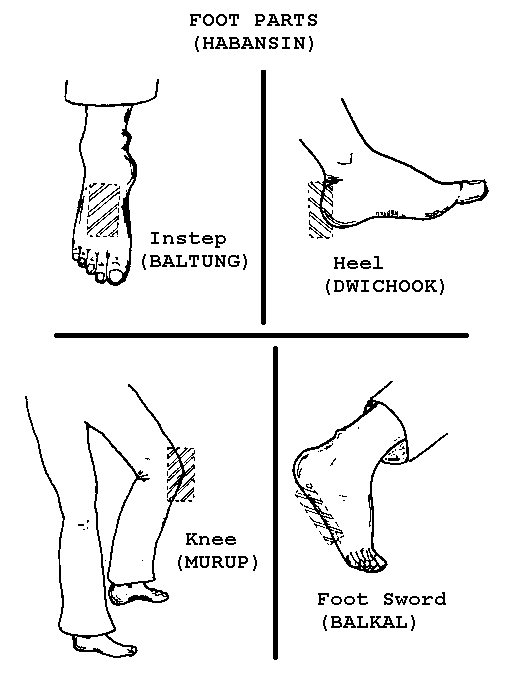 FOOT PARTS
(HABANSIN)
Instep
(BALTUNG)
Heel
(DWICHOOK)
Knee
(MURUP)
Foot Sword
(BALKAL)